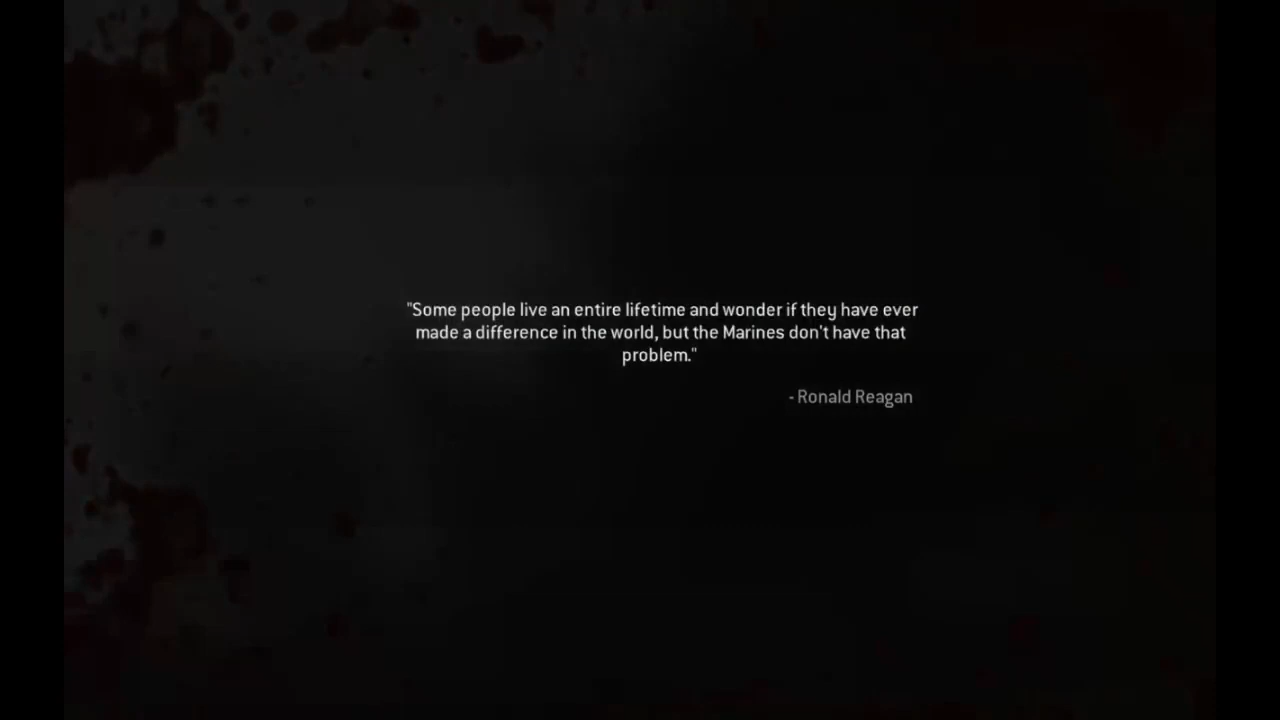 "Some people live an entire lifetime and wonder if they have ever
made a difference in the world, but the Marines don't have that
problem."
- Ronald Reagan